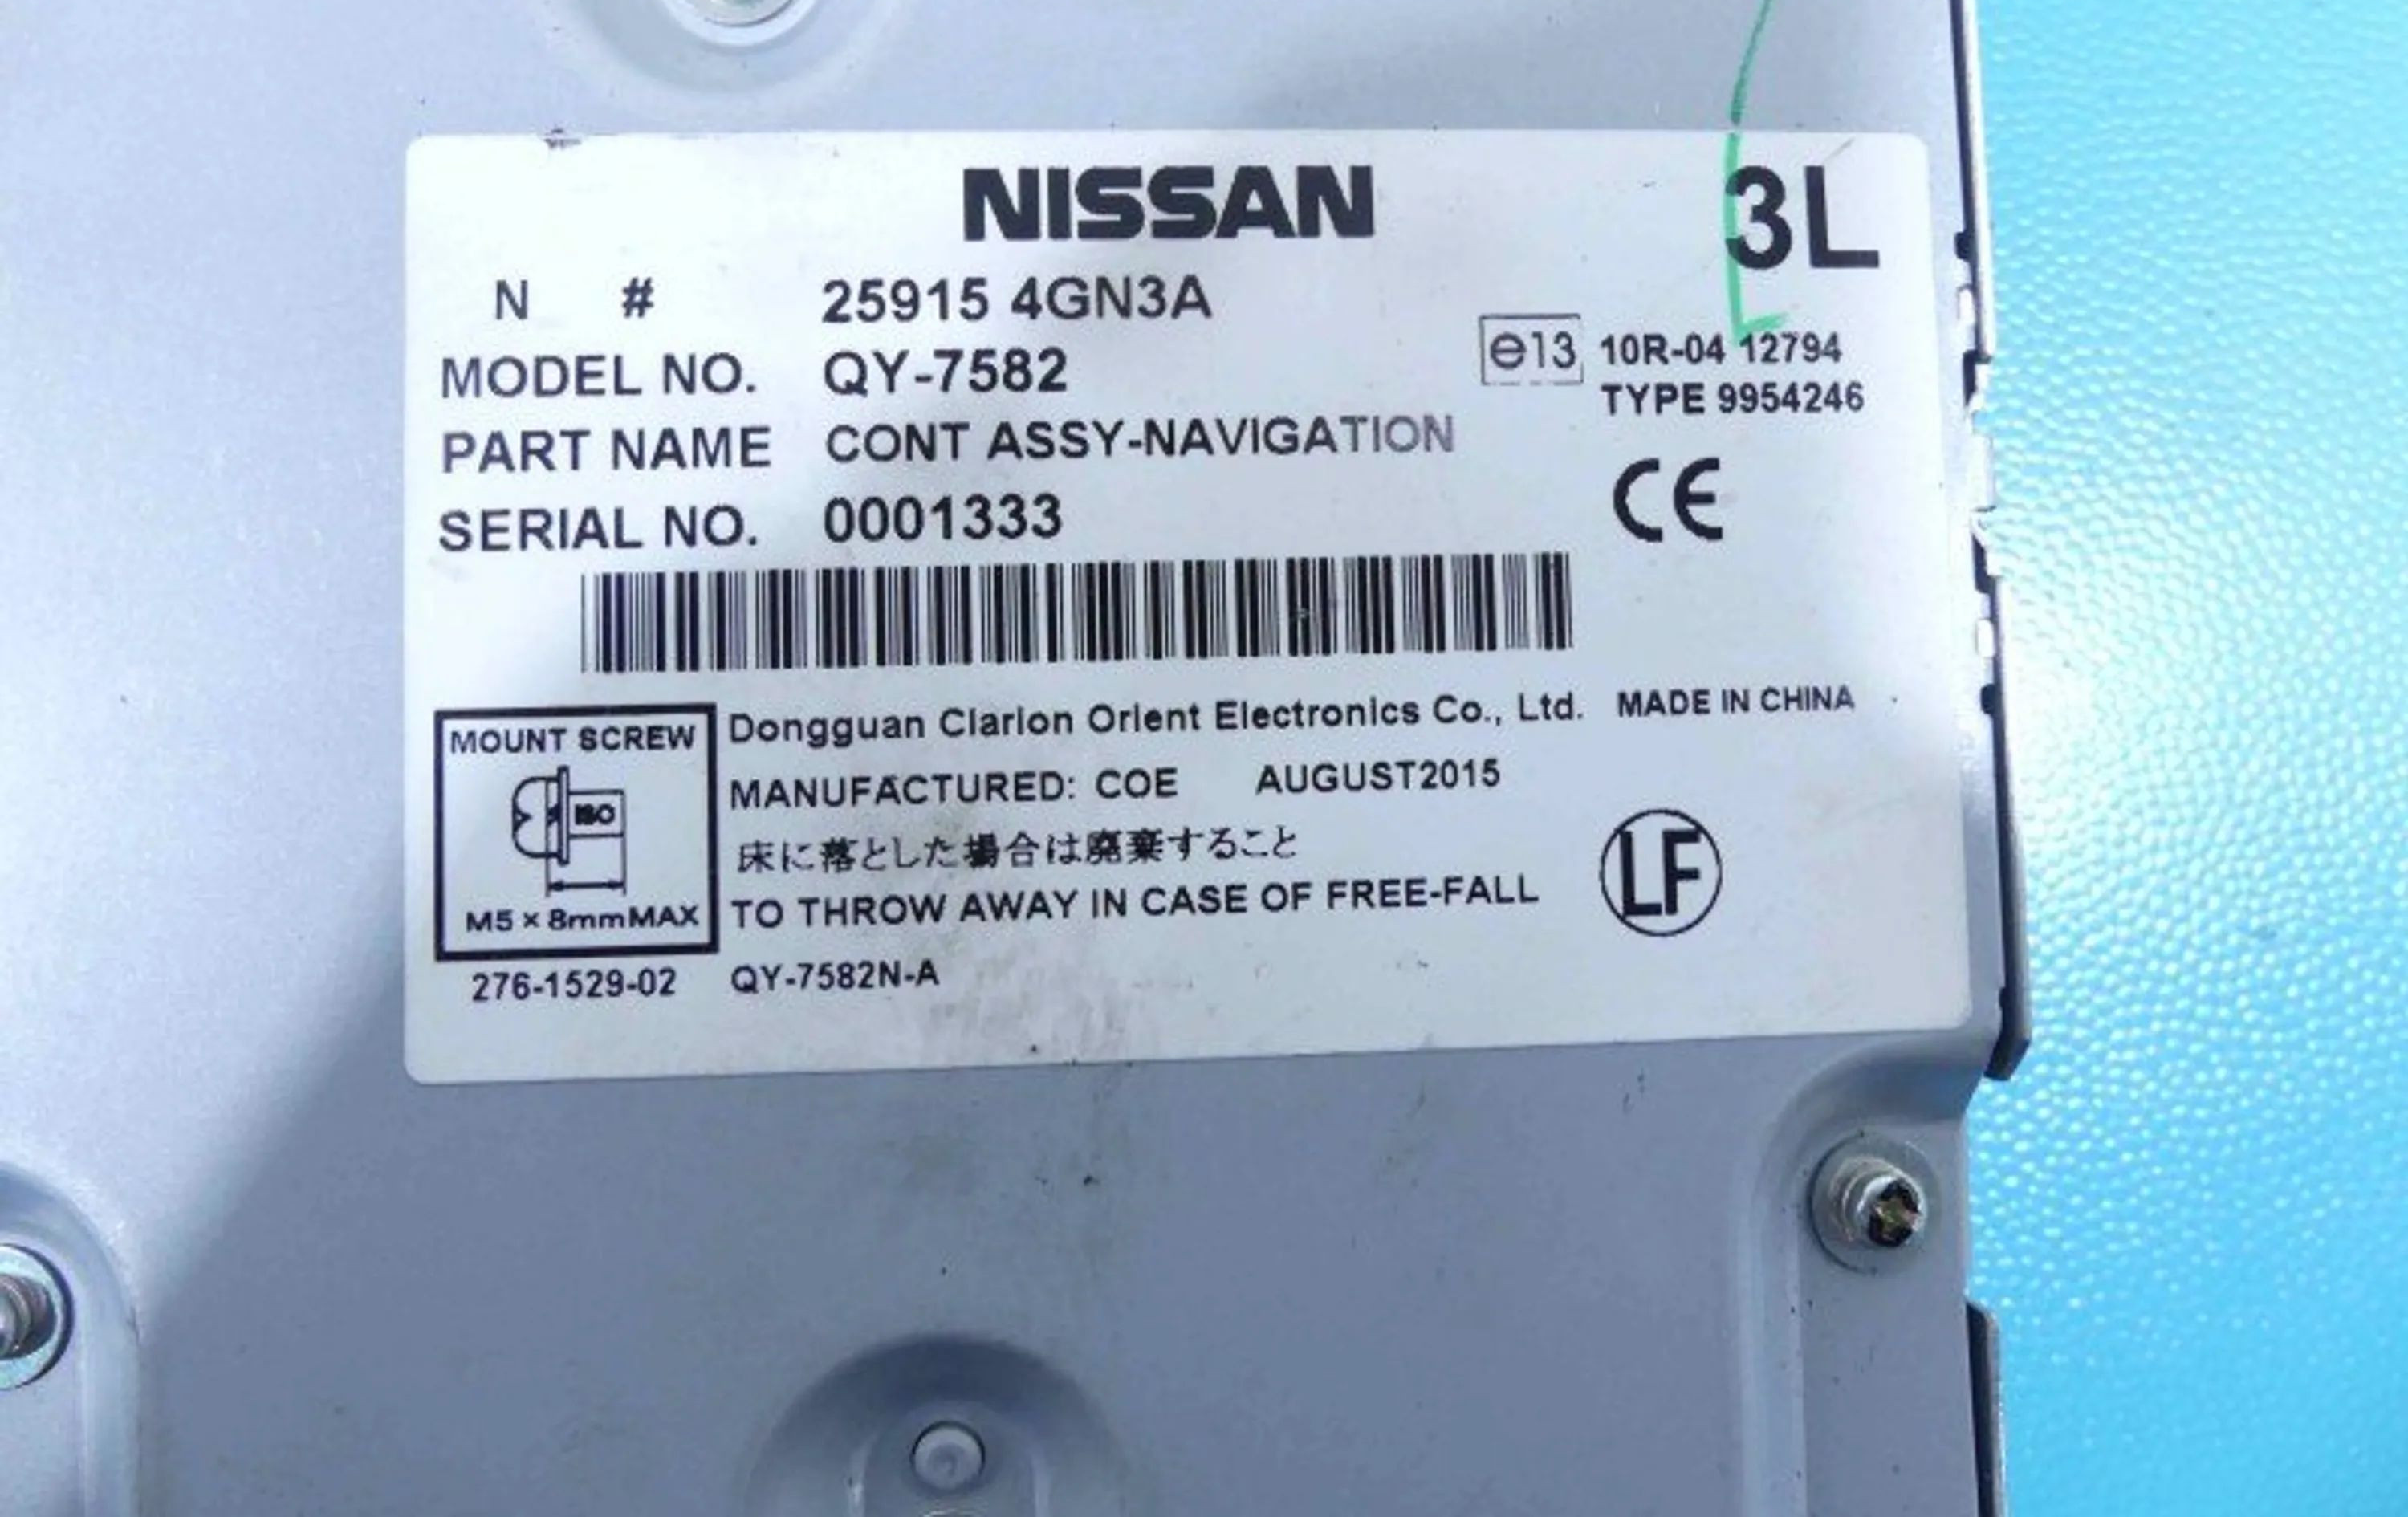 NISSAN
3L
N # 25915 4GN3A
MODEL NO. QY-7582
⊖13 10R-04 12794
TYPE 9954246
PART NAME CONT ASSY-NAVIGATION
SERIAL NO. 0001333
CE
MOUNT SCREW
ISO
M5 × 8mmMAX
Dongguan Clarion Orient Electronics Co., Ltd. MADE IN CHINA
MANUFACTURED: COE AUGUST2015
床に落とした場合は廃棄すること
TO THROW AWAY IN CASE OF FREE-FALL
LF
276-1529-02 QY-7582N-A